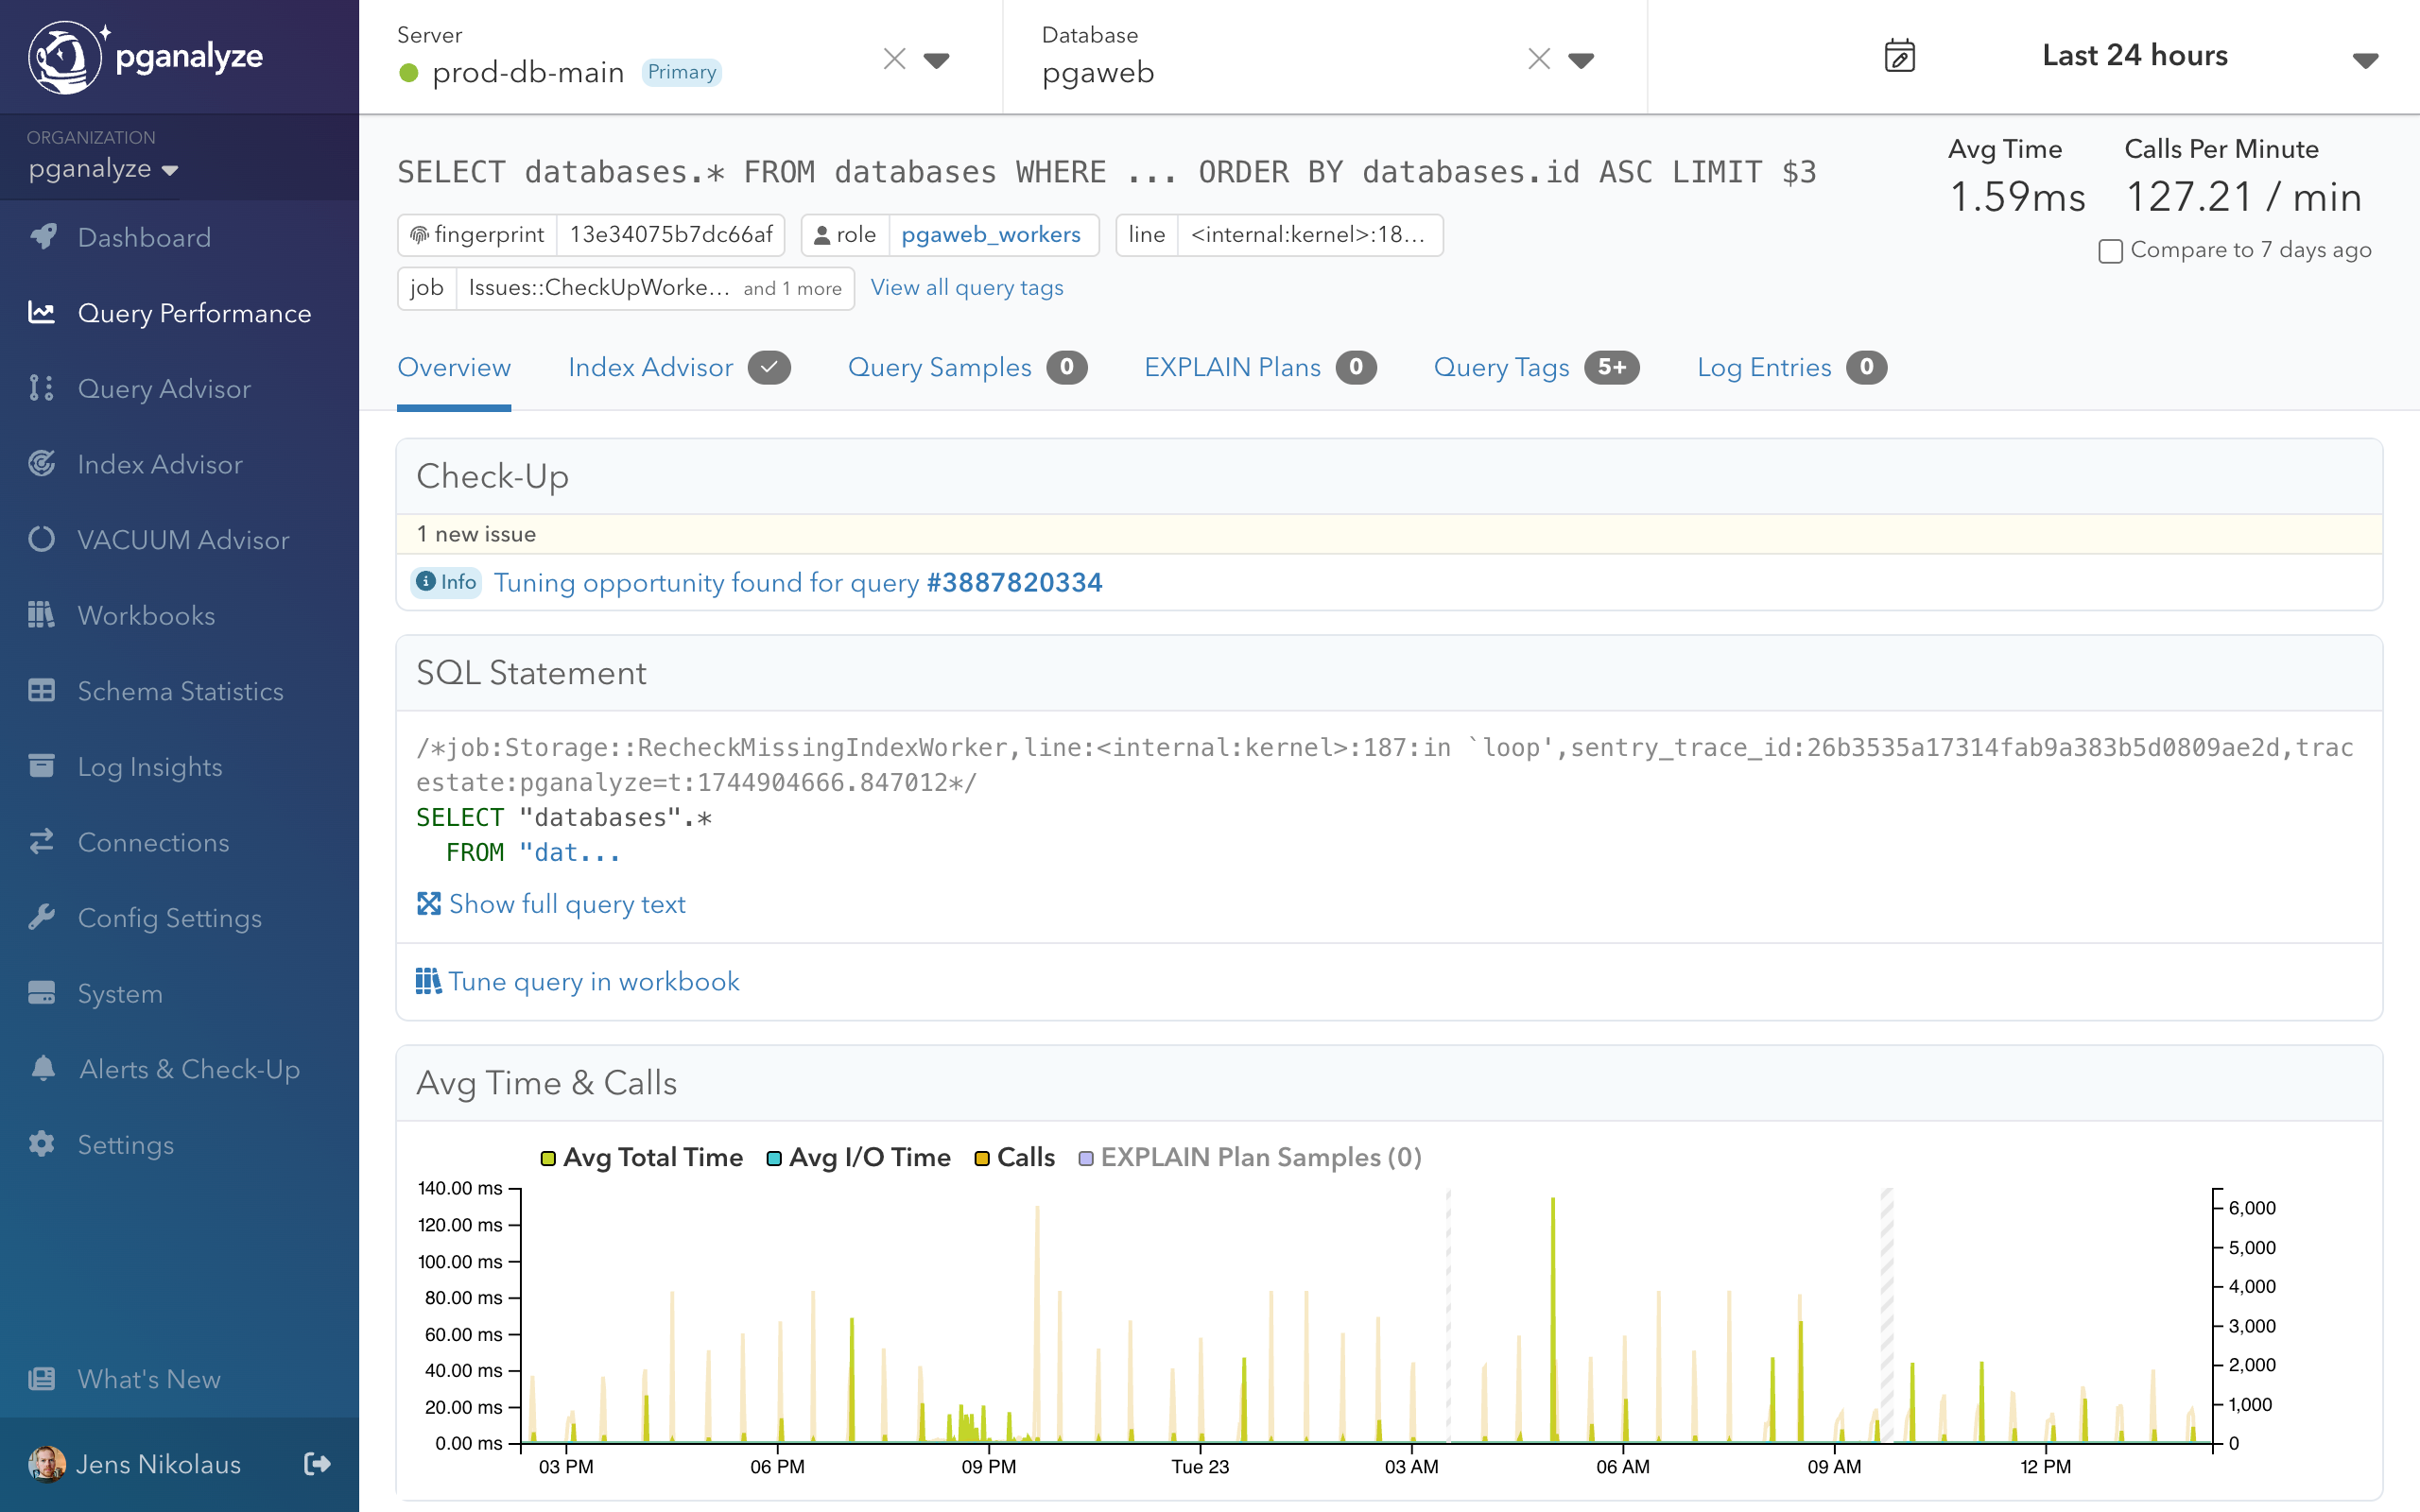 pganalyze
ORGANIZATION
pganalyze
Dashboard
Query Performance
Query Advisor
Index Advisor
VACUUM Advisor
Workbooks
Schema Statistics
Log Insights
Connections
Config Settings
System
Alerts & Check-Up
Settings
What's New
Jens Nikolaus
Server
prod-db-main Primary
Database
pgaweb
Last 24 hours
SELECT databases.* FROM databases WHERE ... ORDER BY databases.id ASC LIMIT $3
Avg Time Calls Per Minute
1.59ms 127.21 / min
Compare to 7 days ago
fingerprint 13e34075b7dc66af role pgaweb_workers line <internal:kernel>:18...
job Issues::CheckUpWorke... and 1 more View all query tags
Overview Index Advisor Query Samples 0 EXPLAIN Plans 0 Query Tags 5+ Log Entries 0
Check-Up
1 new issue
Info Tuning opportunity found for query #3887820334
SQL Statement
/*job:Storage::RecheckMissingIndexWorker,line:<internal:kernel>:187:in `loop',sentry_trace_id:26b3535a17314fab9a383b5d0809ae2d,trac
estate:pganalyze=t:1744904666.847012*/
SELECT "databases".*
FROM "dat...
Show full query text
Tune query in workbook
Avg Time & Calls
Avg Total Time Avg I/O Time Calls EXPLAIN Plan Samples (0)
140.00 ms
120.00 ms
100.00 ms
80.00 ms
60.00 ms
40.00 ms
20.00 ms
0.00 ms
6,000
5,000
4,000
3,000
2,000
1,000
0
03 PM 06 PM 09 PM Tue 23 03 AM 06 AM 09 AM 12 PM